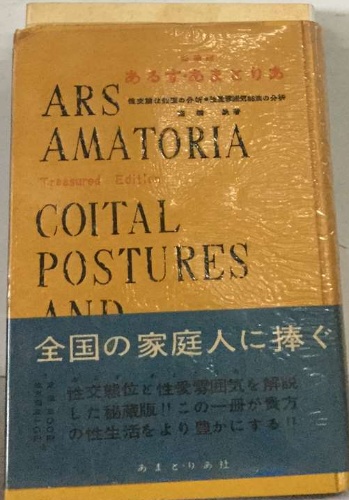 あるす・あまとりあ
ARS
AMATORIA
Treasured Edition
COITAL
POSTURES
AND
全国の家庭人に捧ぐ
性交態位と性愛雰囲気を解説
した秘蔵版!!この一冊が貴方
の性生活をより豊かにする!!
あまとりあ社